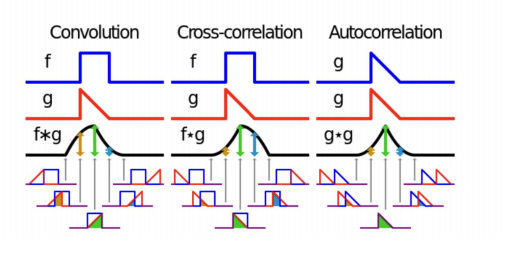 Convolution Cross-correlation Autocorrelation
f f g
g g g
f∗g f⋆g g⋆g